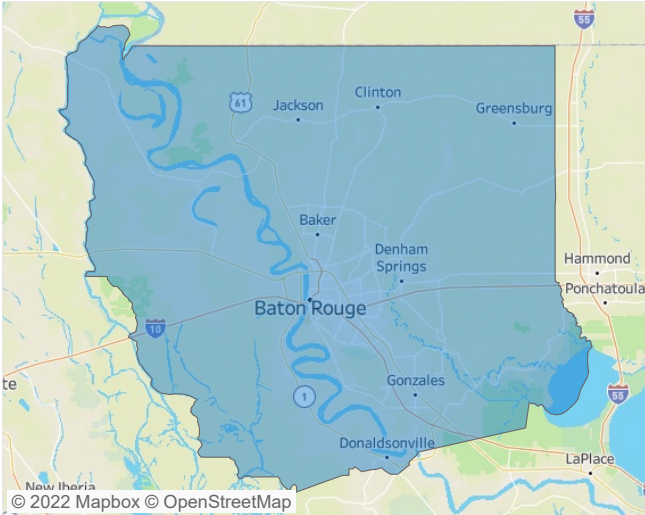 55
61
Jackson
Clinton
Greensburg
Baker
Denham
Springs
Hammond
Ponchatoula
Baton Rouge
10
te
Gonzales
1
55
Donaldsonville
LaPlace
New Iberia
© 2022 Mapbox © OpenStreetMap